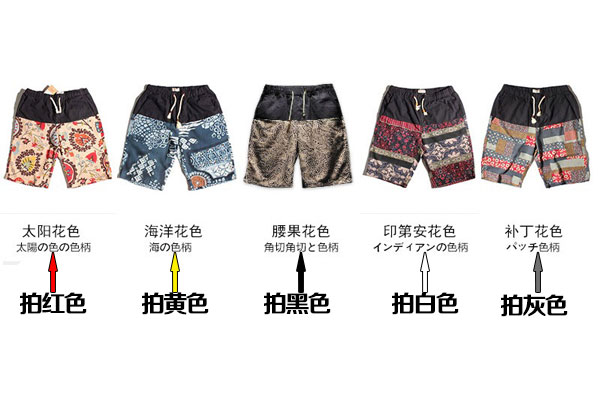 太阳花色
太陽の色の色柄
拍红色
海洋花色
海の色柄
拍黄色
腰果花色
角切角切と色柄
拍黑色
印第安花色
インディアンの色柄
拍白色
补丁花色
パッチ色柄
拍灰色